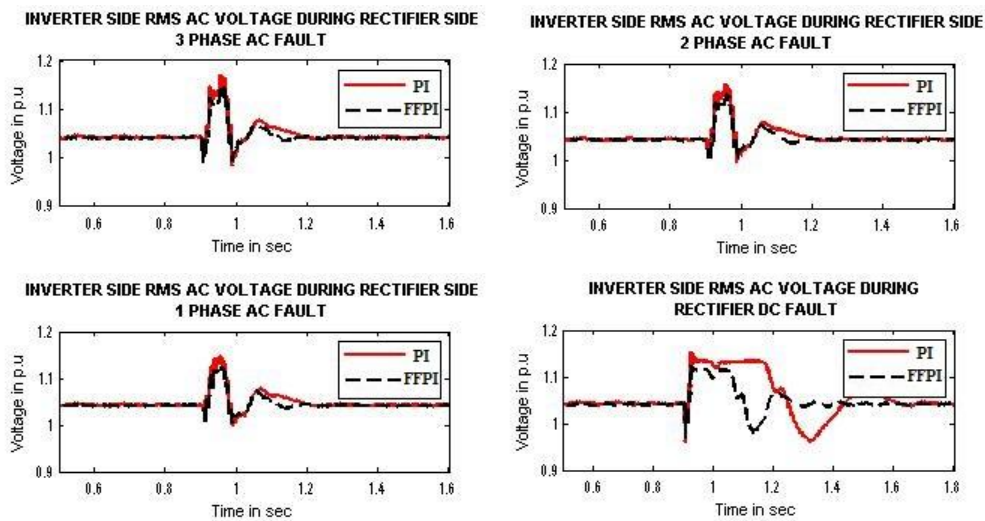 INVERTER SIDE RMS AC VOLTAGE DURING RECTIFIER SIDE
3 PHASE AC FAULT
1.2
1.1
1
0.9
Voltage in p.u
PI
FFPI
0.6
0.8
1
1.2
1.4
1.6
Time in sec
INVERTER SIDE RMS AC VOLTAGE DURING RECTIFIER SIDE
2 PHASE AC FAULT
1.2
1.1
1
0.9
Voltage in p.u
PI
FFPI
0.6
0.8
1
1.2
1.4
1.6
Time in sec
INVERTER SIDE RMS AC VOLTAGE DURING RECTIFIER SIDE
1 PHASE AC FAULT
1.2
1.1
1
0.9
Voltage in p.u
PI
FFPI
0.6
0.8
1
1.2
1.4
1.6
Time in sec
INVERTER SIDE RMS AC VOLTAGE DURING
RECTIFIER DC FAULT
1.2
1.1
1
0.9
Voltage in p.u
PI
FFPI
0.6
0.8
1
1.2
1.4
1.6
1.8
Time in sec